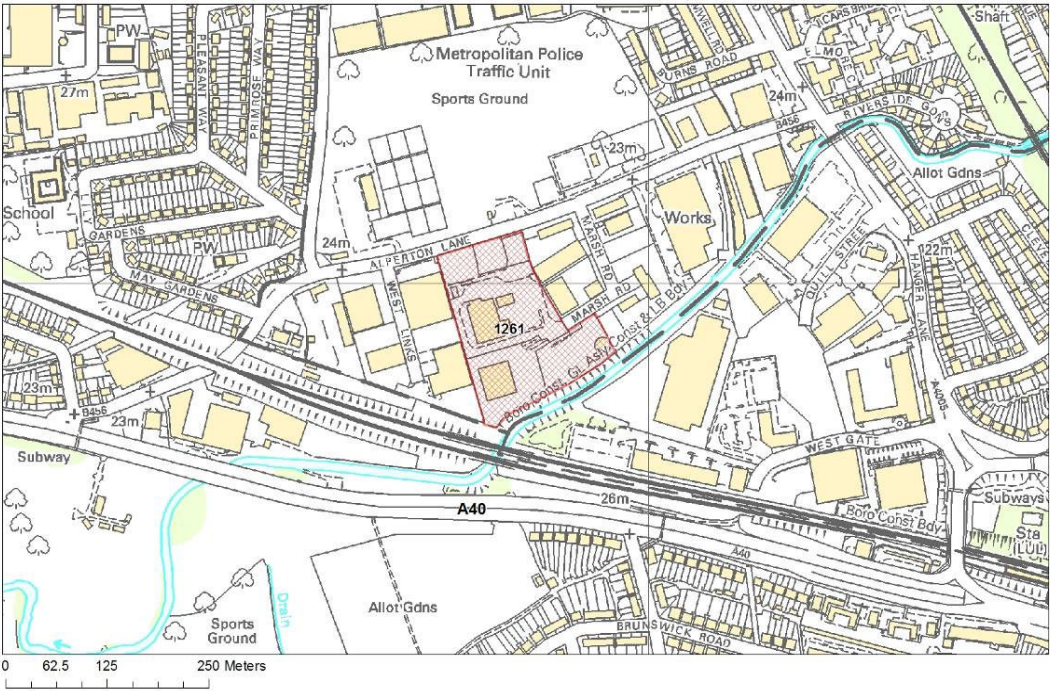 PW
PLEASANT WAY
PRIMROSE WAY
27m
Metropolitan Police
Traffic Unit
Sports Ground
BURNS ROAD
24m
B456
RIVERSIDE GDNS
Shaft
Allot Gdns
23m
School
GARDENS
PW
MAY GARDENS
24m
ALPERTON LANE
WEST LINKS
MARSH RD
MARSH RD
Works
1261
QUILL STREET
HANGER LANE
A4005
22m
Boro Const
LB Bdy
23m
B456
23m
Subway
WEST GATE
Subways
Sta
(LUL)
Boro Const Bdy
26m
A40
A40
Drain
Sports
Ground
Allot Gdns
BRUNSWICK ROAD
0 62.5 125 250 Meters